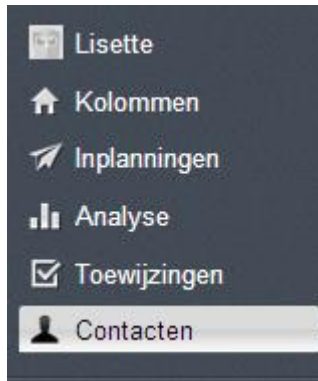 Lisette
Kolommen
Inplanningen
Analyse
Toewijzingen
Contacten